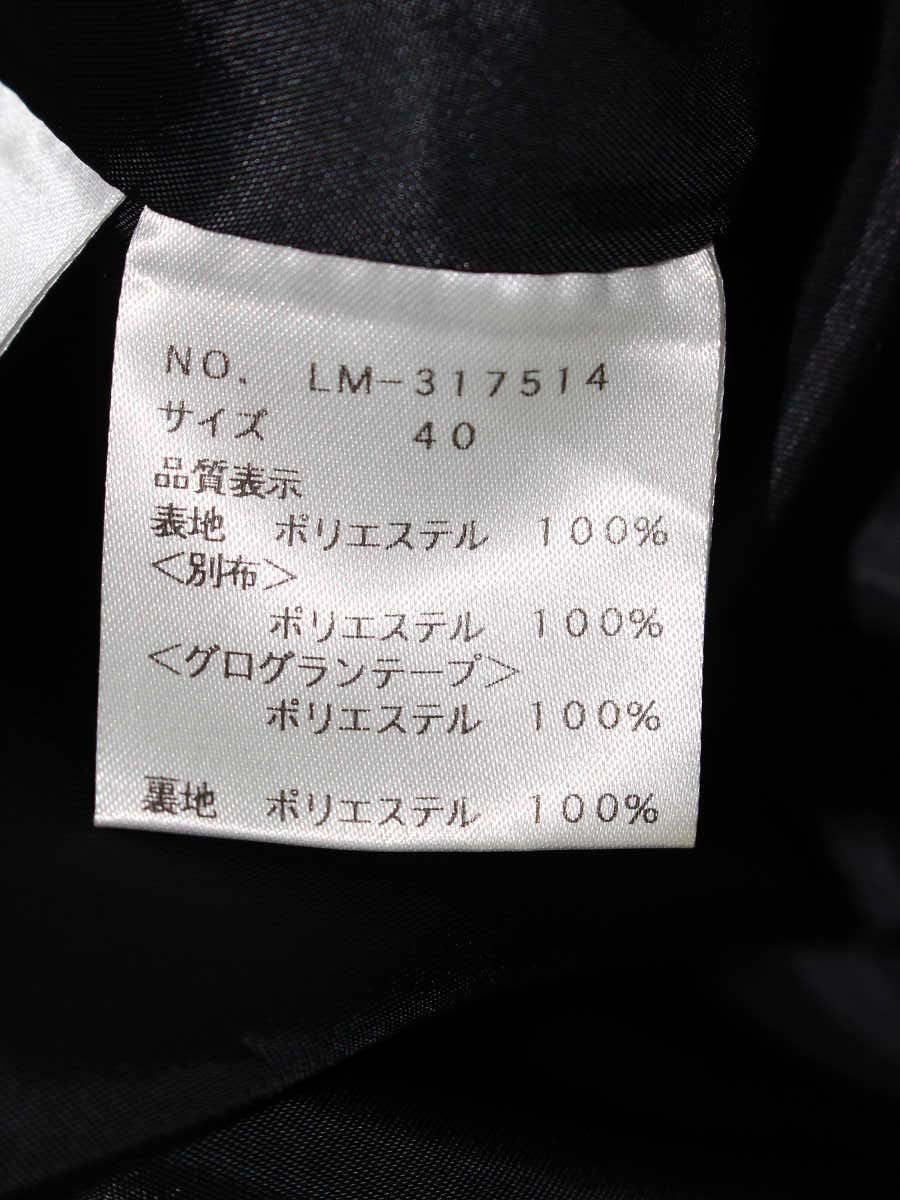 NO. LM-317514
サイズ 40
品質表示
表地 ポリエステル 100%
<別布>
ポリエステル 100%
<グログランテープ>
ポリエステル 100%
裏地 ポリエステル 100%